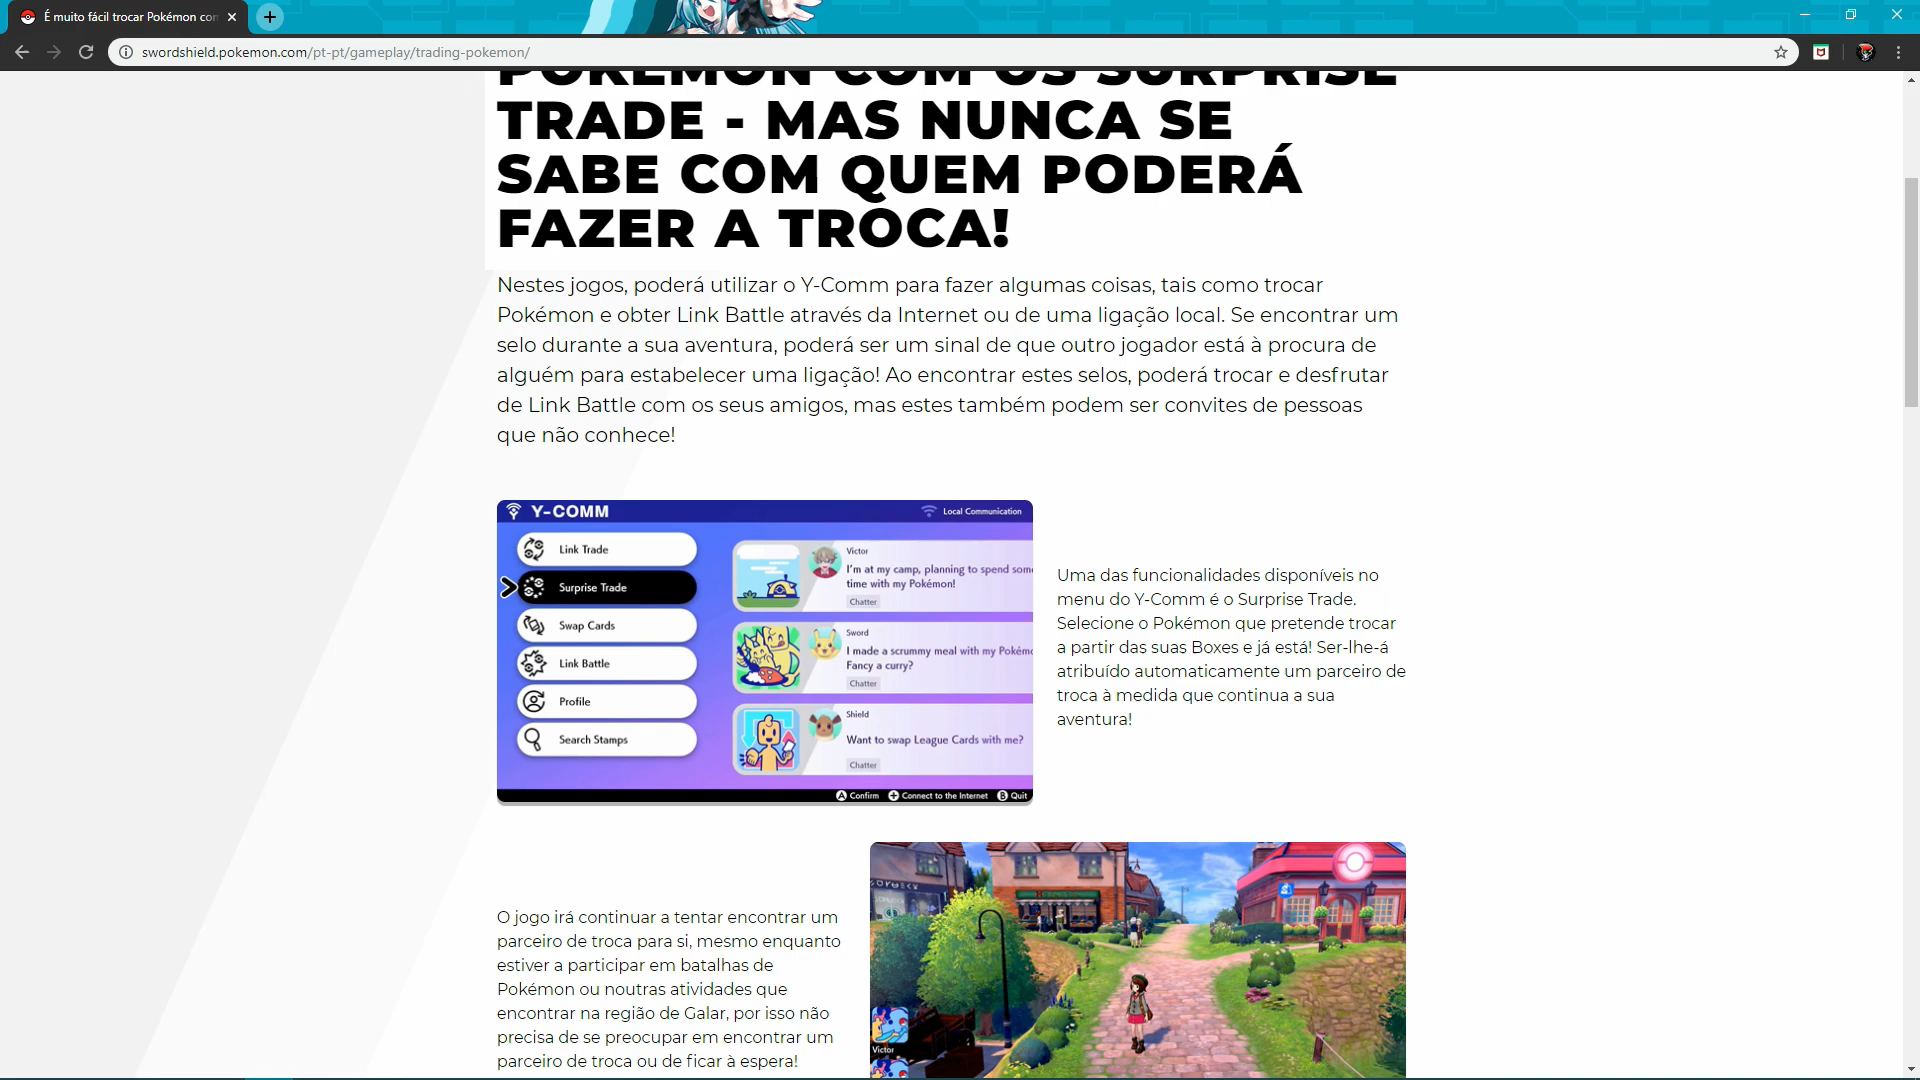 É muito fácil trocar Pokémon con
swordshield.pokemon.com/pt-pt/gameplay/trading-pokemon/
POKÉMON COM OS SURPRISE
TRADE - MAS NUNCA SE
SABE COM QUEM PODERÁ
FAZER A TROCA!
Nestes jogos, poderá utilizar o Y-Comm para fazer algumas coisas, tais como trocar
Pokémon e obter Link Battle através da Internet ou de uma ligação local. Se encontrar um
selo durante a sua aventura, poderá ser um sinal de que outro jogador está à procura de
alguém para estabelecer uma ligação! Ao encontrar estes selos, poderá trocar e desfrutar
de Link Battle com os seus amigos, mas estes também podem ser convites de pessoas
que não conhece!
Y-COMM
Local Communication
Link Trade
Surprise Trade
Swap Cards
Link Battle
Profile
Search Stamps
Victor
I'm at my camp, planning to spend som
time with my Pokémon!
Chatter
Sword
I made a scrummy meal with my Pokémo
Fancy a curry?
Chatter
Shield
Want to swap League Cards with me?
Chatter
A Confirm + Connect to the Internet B Quit
Uma das funcionalidades disponíveis no
menu do Y-Comm é o Surprise Trade.
Selecione o Pokémon que pretende trocar
a partir das suas Boxes e já está! Ser-lhe-á
atribuído automaticamente um parceiro de
troca à medida que continua a sua
aventura!
O jogo irá continuar a tentar encontrar um
parceiro de troca para si, mesmo enquanto
estiver a participar em batalhas de
Pokémon ou noutras atividades que
encontrar na região de Galar, por isso não
precisa de se preocupar em encontrar um
parceiro de troca ou de ficar à espera!
Victor